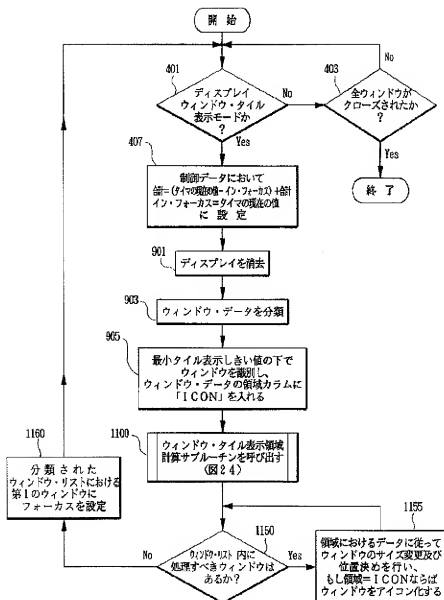 開 始
401
ディスプレイ
ウィンドウ・タイル
表示モードか
？
No
Yes
403
全ウィンドウが
クローズされたか
？
No
Yes
終 了
407
制御データにおいて
合計=(タイマの現在の値-イン・フォーカス)+合計
イン・フォーカス=タイマの現在の値
に 設 定
901
ディスプレイを消去
903
ウィンドウ・データを分類
905
最小タイル表示しきい値の下で
ウィンドウを識別し、
ウィンドウ・データの領域カラムに
「ICON」を入れる
1100
ウィンドウ・タイル表示領域
計算サブルーチンを呼び出す
(図24)
1160
分類された
ウィンドウ・リストにおける
第1のウィンドウに
フォーカスを設定
1150
ウィンドウ・リスト内に
処理すべきウィンドウは
あるか？
No
Yes
1155
領域におけるデータに従って
ウィンドウのサイズ変更及び
位置決めを行い、
もし領域=ICONならば
ウィンドウをアイコン化する